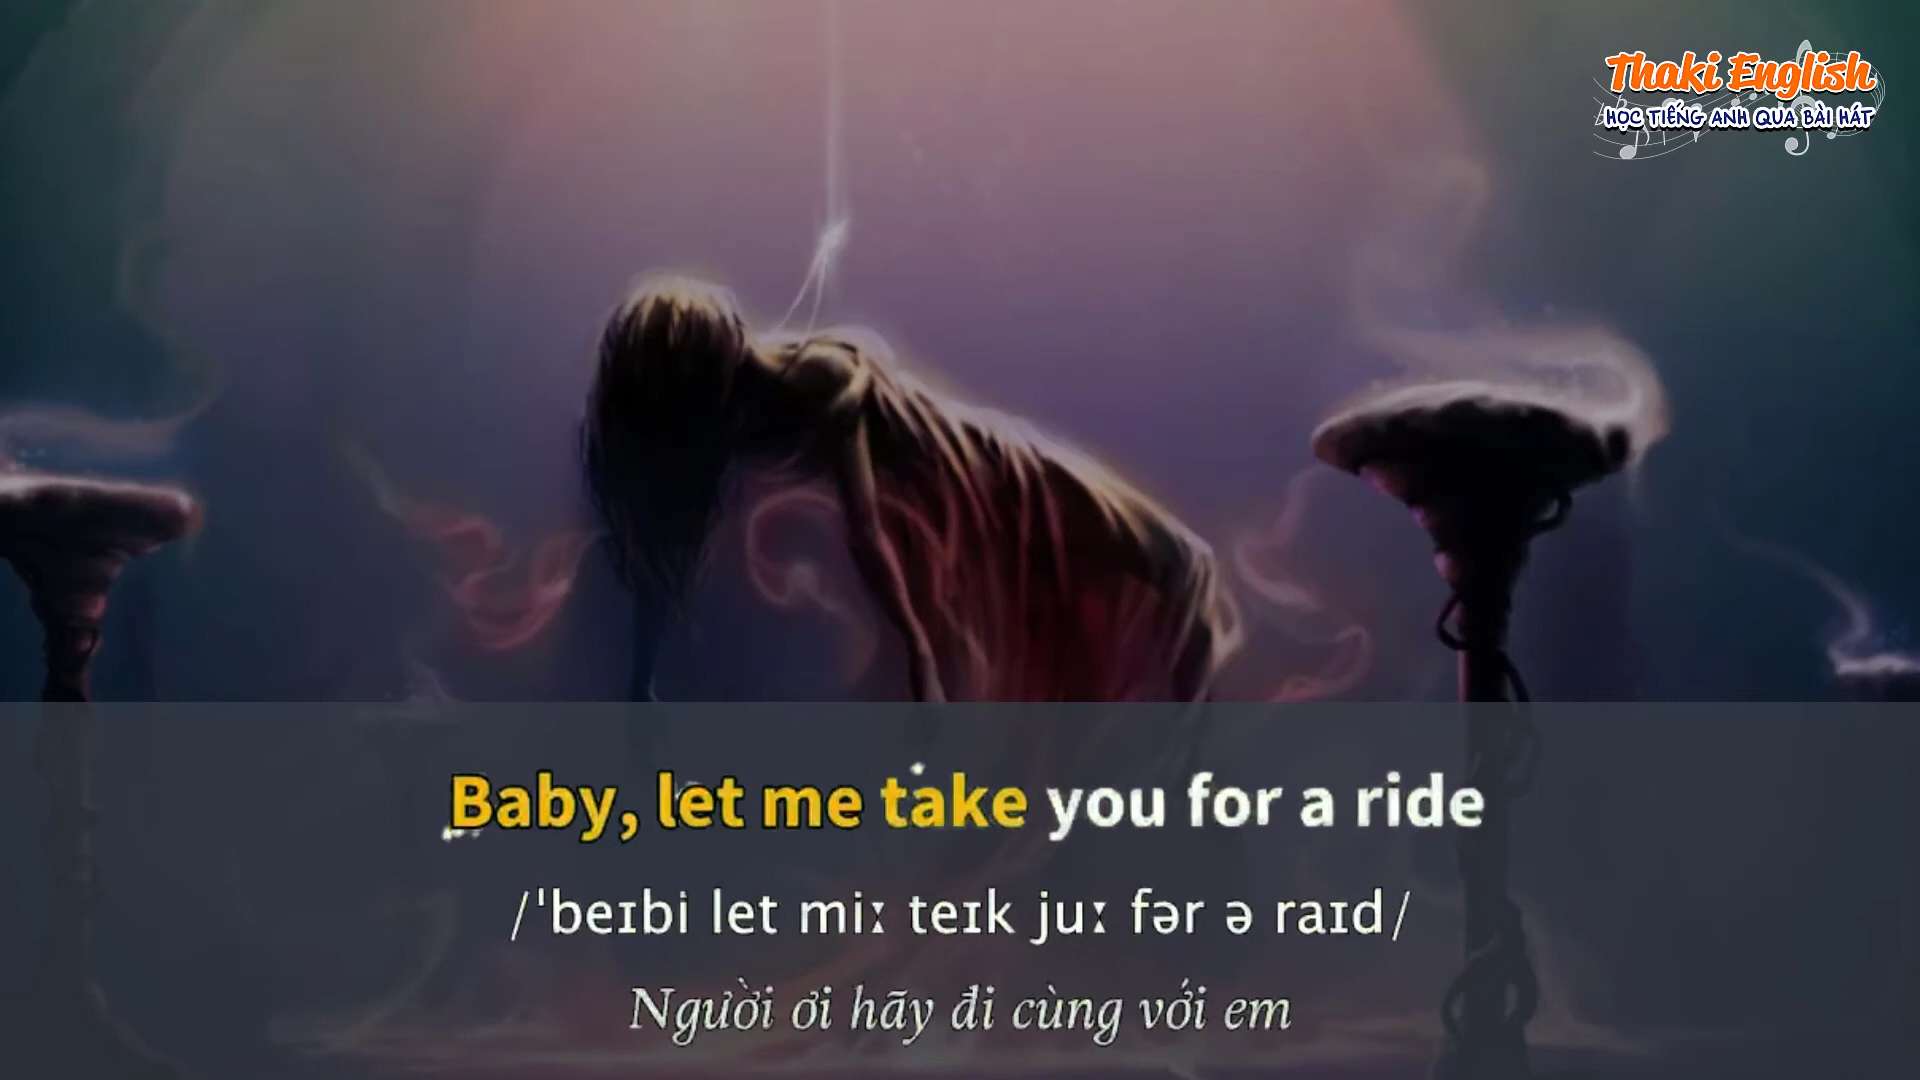 Thaki English
HỌC TIẾNG ANH QUA BÀI HÁT
Baby, let me take you for a ride
/ˈbeɪbi let miː teɪk juː fər ə raɪd/
Người ơi hãy đi cùng với em